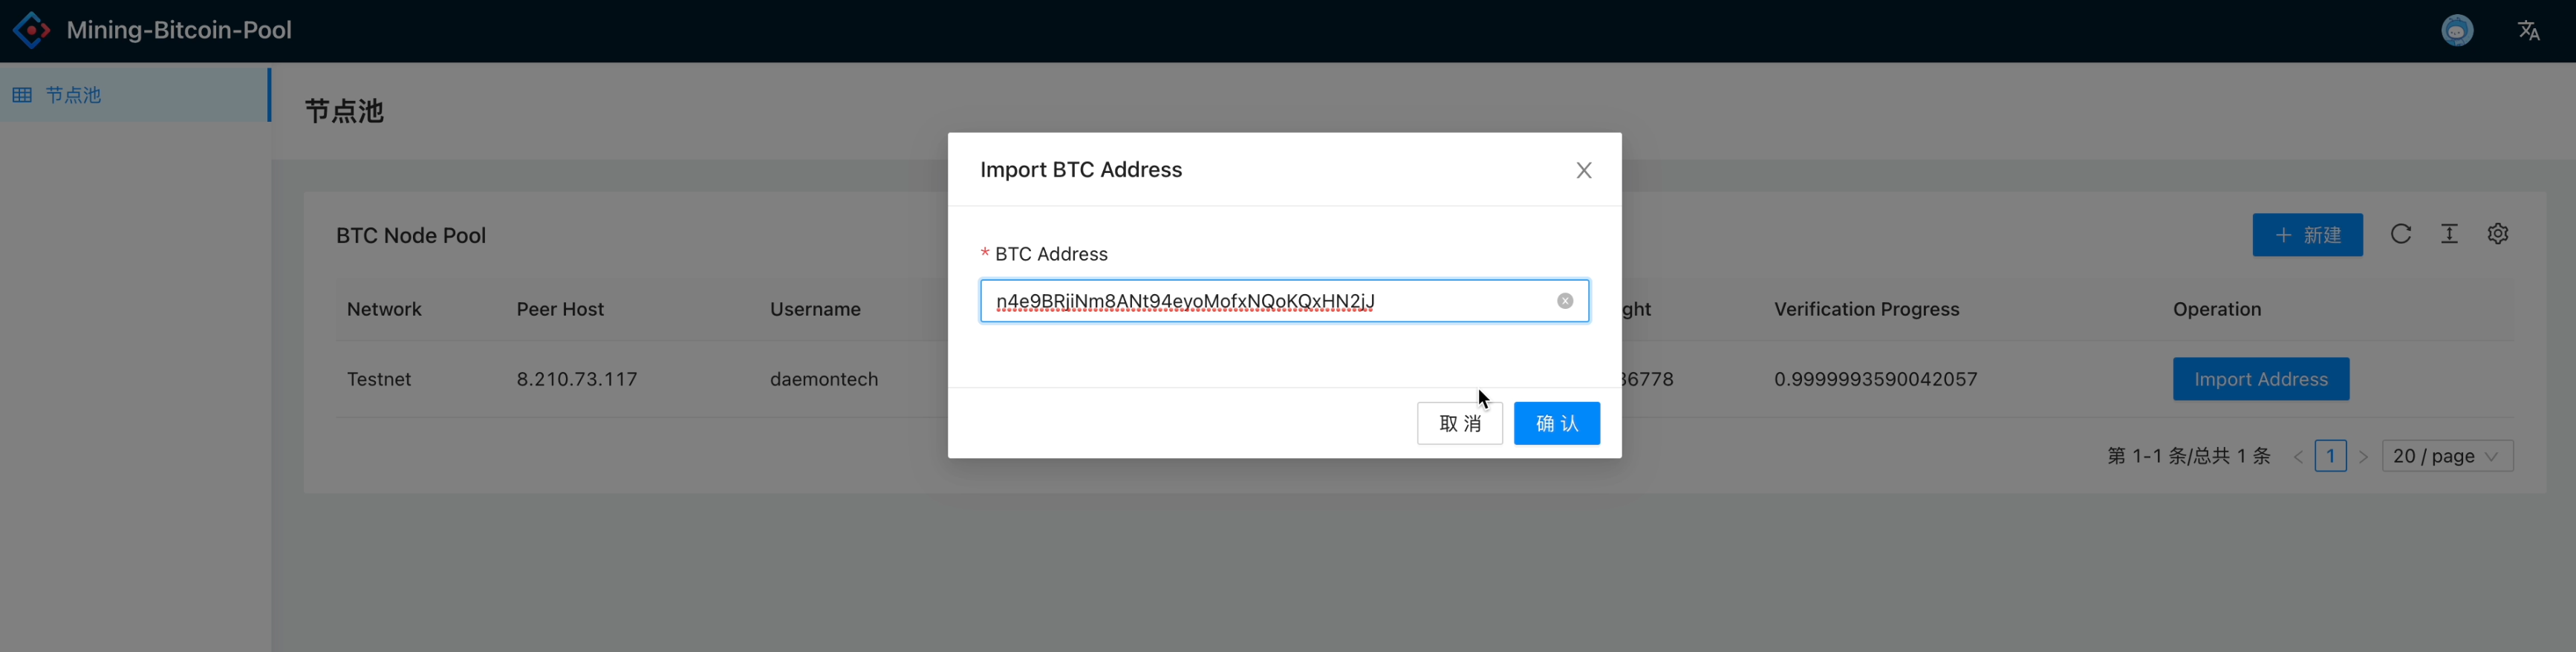 Mining-Bitcoin-Pool
节点池
节点池
Import BTC Address
* BTC Address
n4e9BRjiNm8ANt94eyoMofxNQoKQxHN2jJ
取 消 确 认
BTC Node Pool
+ 新建
Network Peer Host Username ght Verification Progress Operation
Testnet 8.210.73.117 daemontech 36778 0.9999993590042057 Import Address
第 1-1 条/总共 1 条 < 1 > 20 / page